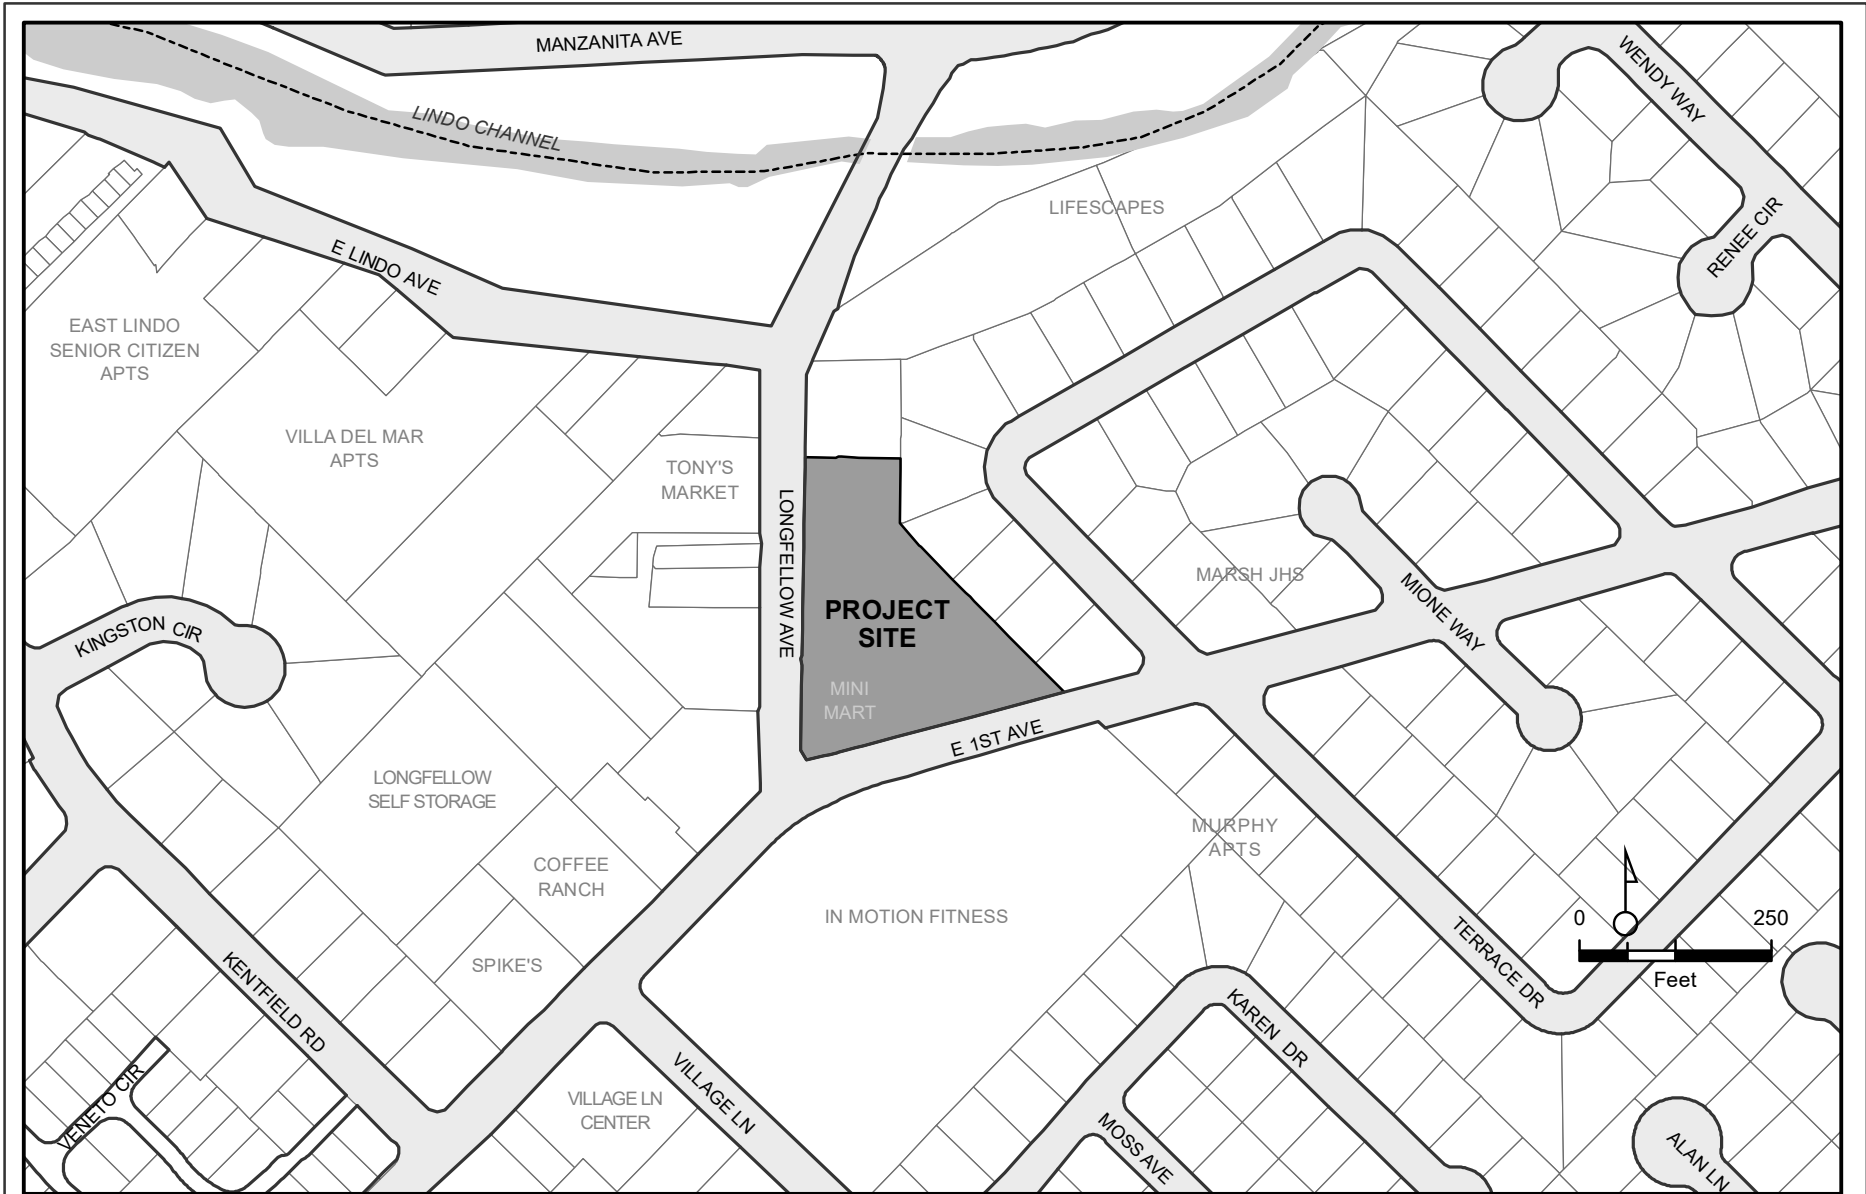 MANZANITA AVE
WENDY WAY
LINDO CHANNEL
LIFESCAPES
RENEE CIR
E LINDO AVE
EAST LINDO
SENIOR CITIZEN
APTS
VILLA DEL MAR
APTS
TONY'S
MARKET
LONGFELLOW AVE
MARSH JHS
MIONE WAY
PROJECT
SITE
KINGSTON CIR
MINI
MART
E 1ST AVE
LONGFELLOW
SELF STORAGE
MURPHY
APTS
COFFEE
RANCH
IN MOTION FITNESS
0 250
Feet
SPIKE'S
TERRACE DR
KENTFIELD RD
KAREN DR
VILLAGE LN
VENETO CIR
VILLAGE LN
CENTER
MOSS AVE
ALAN LN